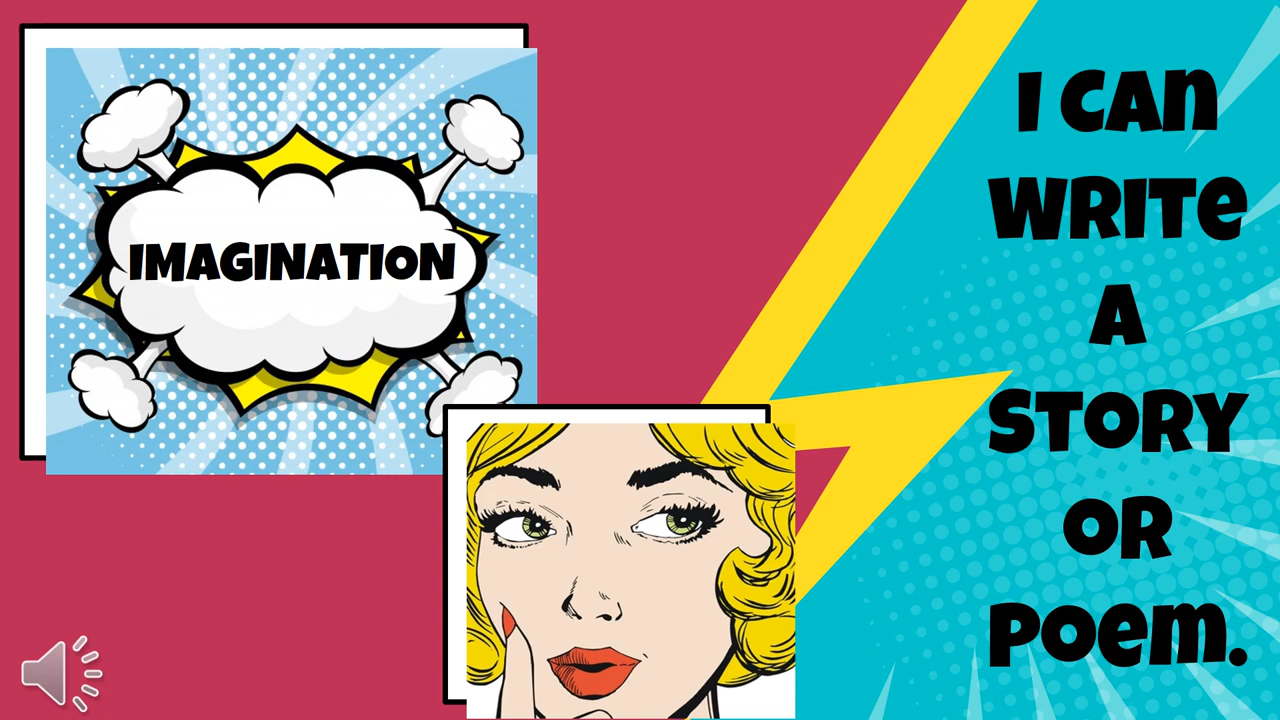 IMAGINATION
I CAN
WRITE
A
STORY
OR
POEM.